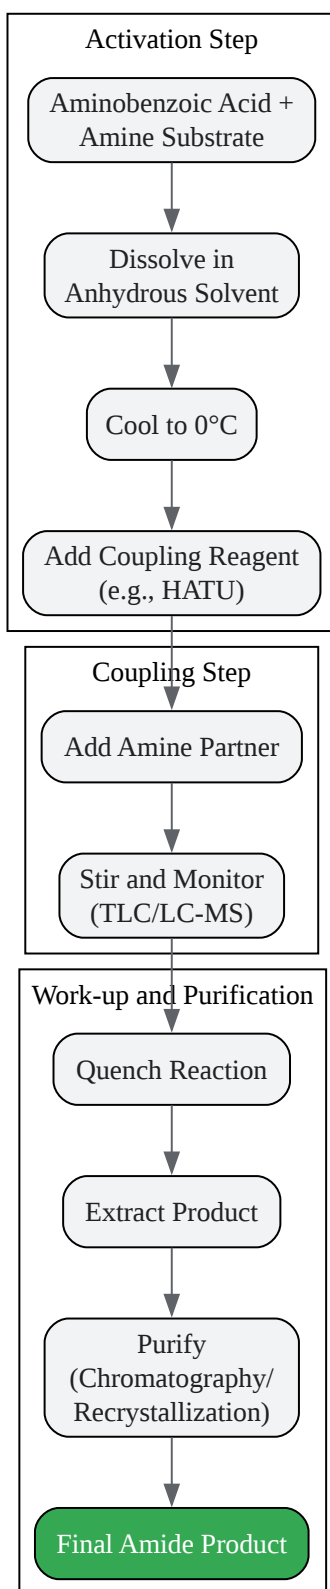 Activation Step
Aminobenzoic Acid +
Amine Substrate
Dissolve in
Anhydrous Solvent
Cool to 0°C
Add Coupling Reagent
(e.g., HATU)
Coupling Step
Add Amine Partner
Stir and Monitor
(TLC/LC-MS)
Work-up and Purification
Quench Reaction
Extract Product
Purify
(Chromatography/
Recrystallization)
Final Amide Product